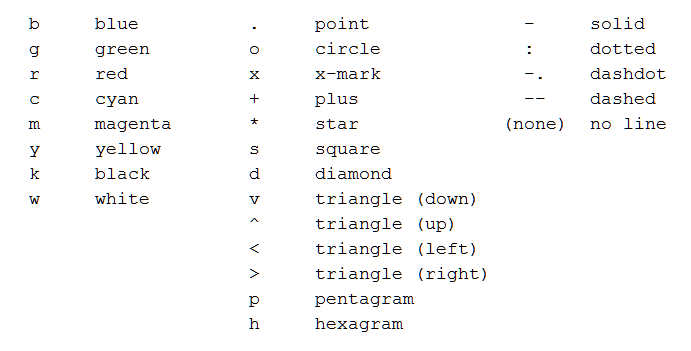 b blue . point - solid
g green o circle : dotted
r red x x-mark -. dashdot
c cyan + plus -- dashed
m magenta * star (none) no line
y yellow s square
k black d diamond
w white v triangle (down)
^ triangle (up)
< triangle (left)
> triangle (right)
p pentagram
h hexagram